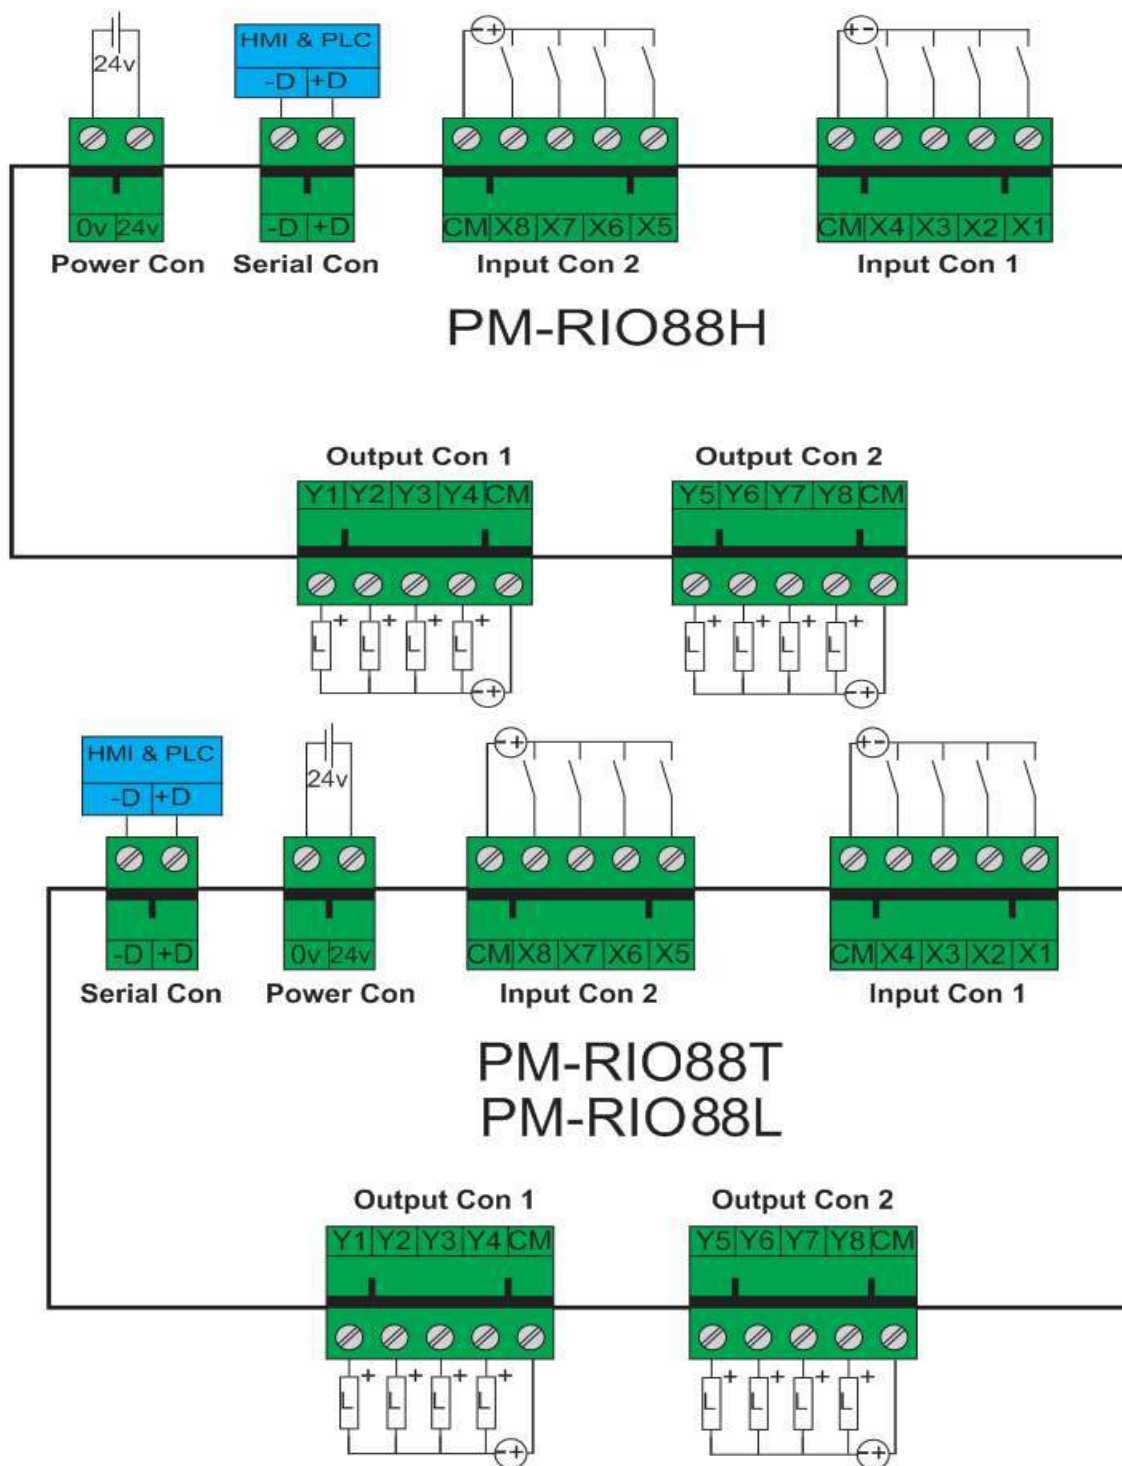 24v
HMI & PLC
-D +D
0v 24v
-D +D
CM X8 X7 X6 X5
CM X4 X3 X2 X1
Power Con
Serial Con
Input Con 2
Input Con 1
PM-RIO88H
Output Con 1
Output Con 2
Y1 Y2 Y3 Y4 CM
Y5 Y6 Y7 Y8 CM
L + L + L + L +
L + L + L + L +
- +
- +
HMI & PLC
-D +D
24v
- +
+ -
-D +D
0v 24v
CM X8 X7 X6 X5
CM X4 X3 X2 X1
Serial Con
Power Con
Input Con 2
Input Con 1
PM-RIO88T
PM-RIO88L
Output Con 1
Output Con 2
Y1 Y2 Y3 Y4 CM
Y5 Y6 Y7 Y8 CM
L + L + L + L +
L + L + L + L +
- +
- +